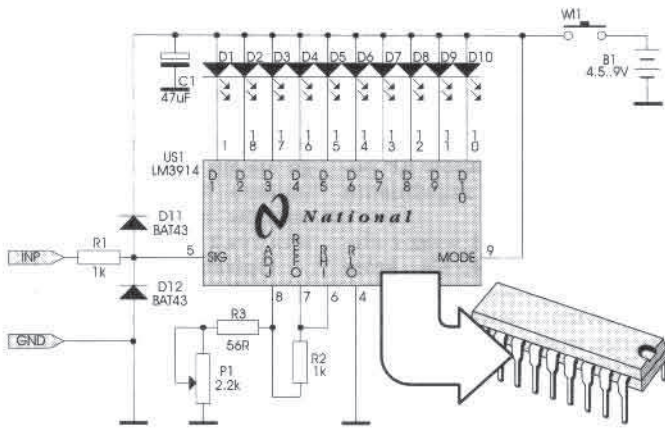 D1 D2 D3 D4 D5 D6 D7 D8 D9 D10
W1
B1
4.5..9V
C1
47uF
1 18 17 16 15 14 13 12 11 10
US1
LM3914
D1 D2 D3 D4 D5 D6 D7 D8 D9 D10
National
D11
BAT43
INP
R1
1k
5
SIG
ADJ
REFO
RHI
RLO
MODE
9
D12
BAT43
8 7 6 4
GND
R3
56R
R2
1k
P1
2.2k